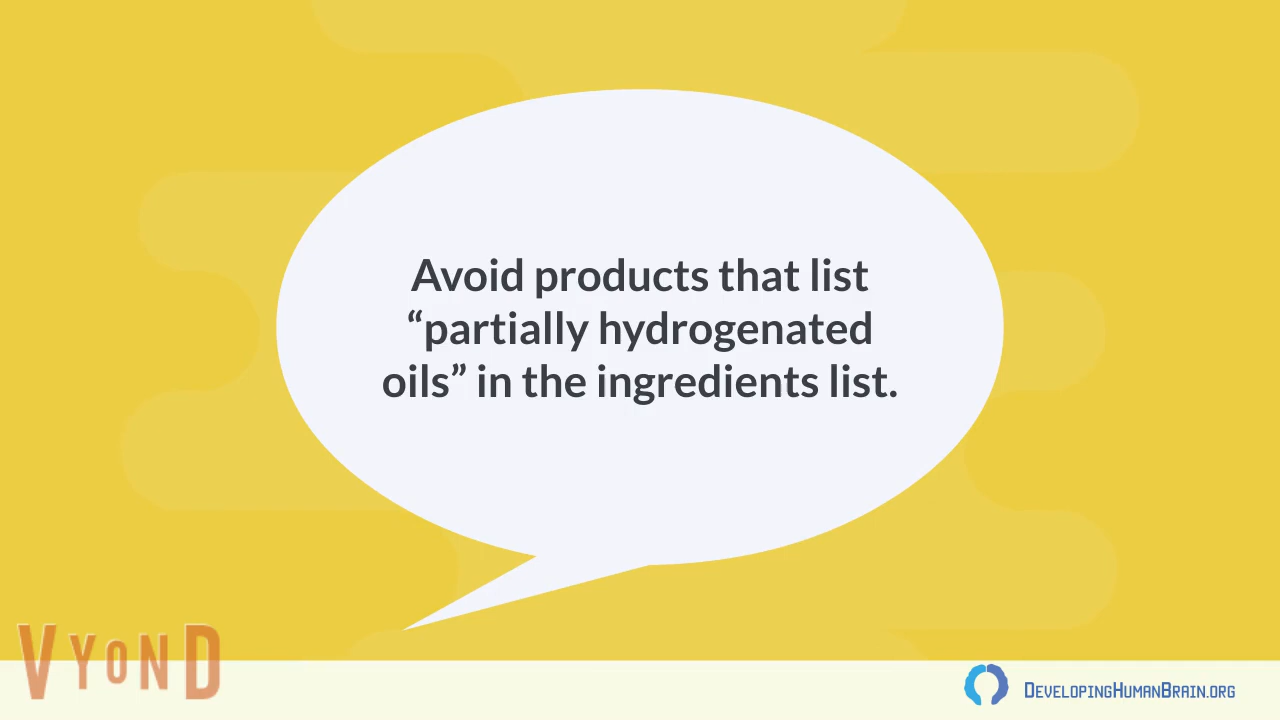 Avoid products that list
“partially hydrogenated
oils” in the ingredients list.
VYOND
DEVELOPINGHUMANBRAIN.ORG